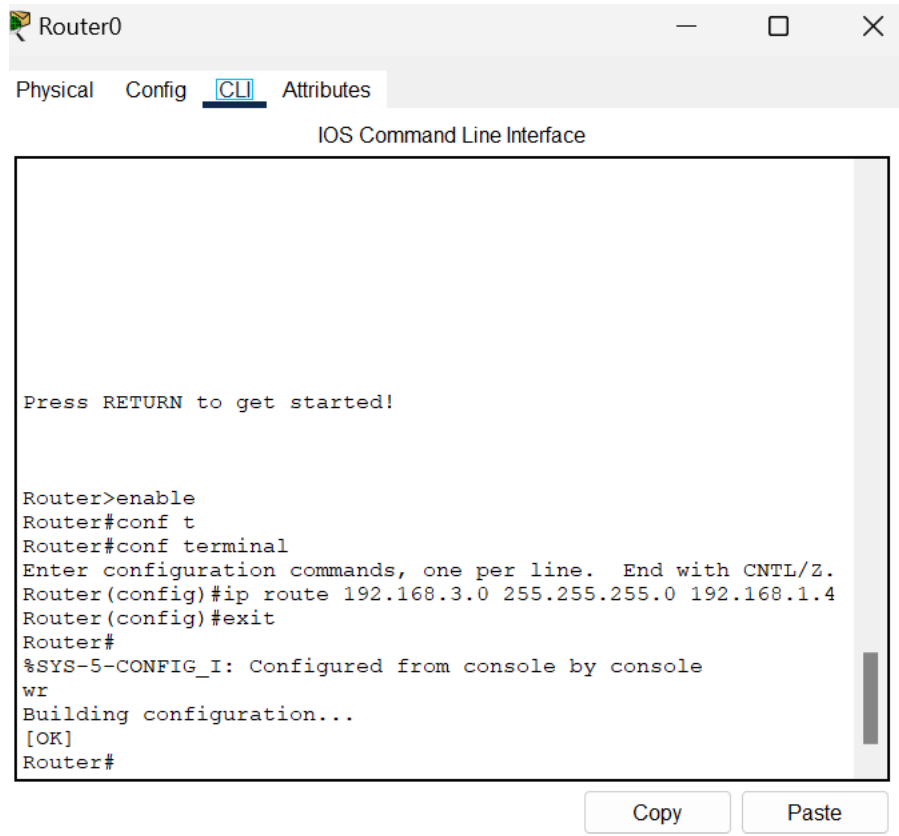 Router0
Physical Config CLI Attributes
IOS Command Line Interface
Press RETURN to get started!
Router>enable
Router#conf t
Router#conf terminal
Enter configuration commands, one per line.  End with CNTL/Z.
Router(config)#ip route 192.168.3.0 255.255.255.0 192.168.1.4
Router(config)#exit
Router#
%SYS-5-CONFIG_I: Configured from console by console
wr
Building configuration...
[OK]
Router#
Copy Paste